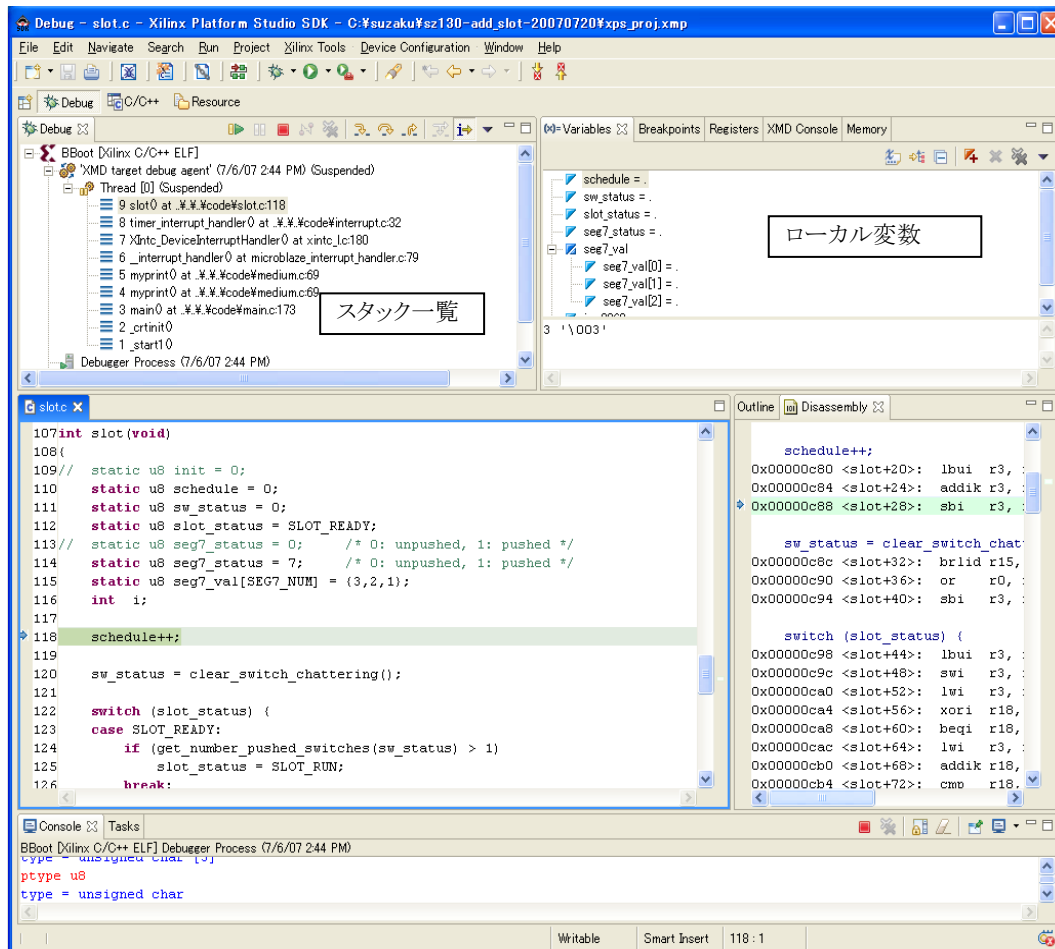 Debug - slot.c - Xilinx Platform Studio SDK - C:¥suzaku¥sz130-add_slot-20070720¥xps_proj.xmp
File Edit Navigate Search Run Project Xilinx Tools Device Configuration Window Help
Debug C/C++ Resource
Debug
BBoot [Xilinx C/C++ ELF]
'XMD target debug agent' (7/6/07 2:44 PM) (Suspended)
Thread [0] (Suspended)
9 slot() at ..¥.¥.¥code¥slot.c:118
8 timer_interrupt_handler() at ..¥.¥.¥code¥interrupt.c:32
7 XIntc_DeviceInterruptHandler() at xintc_l.c:180
6 _interrupt_handler() at microblaze_interrupt_handler.c:79
5 myprint() at ..¥.¥.¥code¥medium.c:69
4 myprint() at ..¥.¥.¥code¥medium.c:69
3 main() at ..¥.¥.¥code¥main.c:173
2 _crtinit()
1 _start1()
Debugger Process (7/6/07 2:44 PM)
スタック一覧
(x)= Variables Breakpoints Registers XMD Console Memory
schedule = .
sw_status = .
slot_status = .
seg7_status = .
seg7_val
seg7_val[0] = .
seg7_val[1] = .
seg7_val[2] = .
ローカル変数
3 '\003'
slot.c
107int slot(void)
108{
109// static u8 init = 0;
110 static u8 schedule = 0;
111 static u8 sw_status = 0;
112 static u8 slot_status = SLOT_READY;
113// static u8 seg7_status = 0; /* 0: unpushed, 1: pushed */
114 static u8 seg7_status = 7; /* 0: unpushed, 1: pushed */
115 static u8 seg7_val[SEG7_NUM] = {3,2,1};
116 int i;
117
118 schedule++;
119
120 sw_status = clear_switch_chattering();
121
122 switch (slot_status) {
123 case SLOT_READY:
124 if (get_number_pushed_switches(sw_status) > 1)
125 slot_status = SLOT_RUN;
126 break;
Outline Disassembly
schedule++;
0x00000c80 <slot+20>: lbui r3,
0x00000c84 <slot+24>: addik r3,
0x00000c88 <slot+28>: sbi r3,
sw_status = clear_switch_chat
0x00000c8c <slot+32>: brlid r15,
0x00000c90 <slot+36>: or r0,
0x00000c94 <slot+40>: sbi r3,
switch (slot_status) {
0x00000c98 <slot+44>: lbui r3,
0x00000c9c <slot+48>: swi r3,
0x00000ca0 <slot+52>: lwi r3,
0x00000ca4 <slot+56>: xori r18,
0x00000ca8 <slot+60>: beqi r18,
0x00000cac <slot+64>: lwi r3,
0x00000cb0 <slot+68>: addik r18,
0x00000cb4 <slot+72>: cmp r18,
Console Tasks
BBoot [Xilinx C/C++ ELF] Debugger Process (7/6/07 2:44 PM)
type = unsigned char [3]
ptype u8
type = unsigned char
Writable Smart Insert 118 : 1